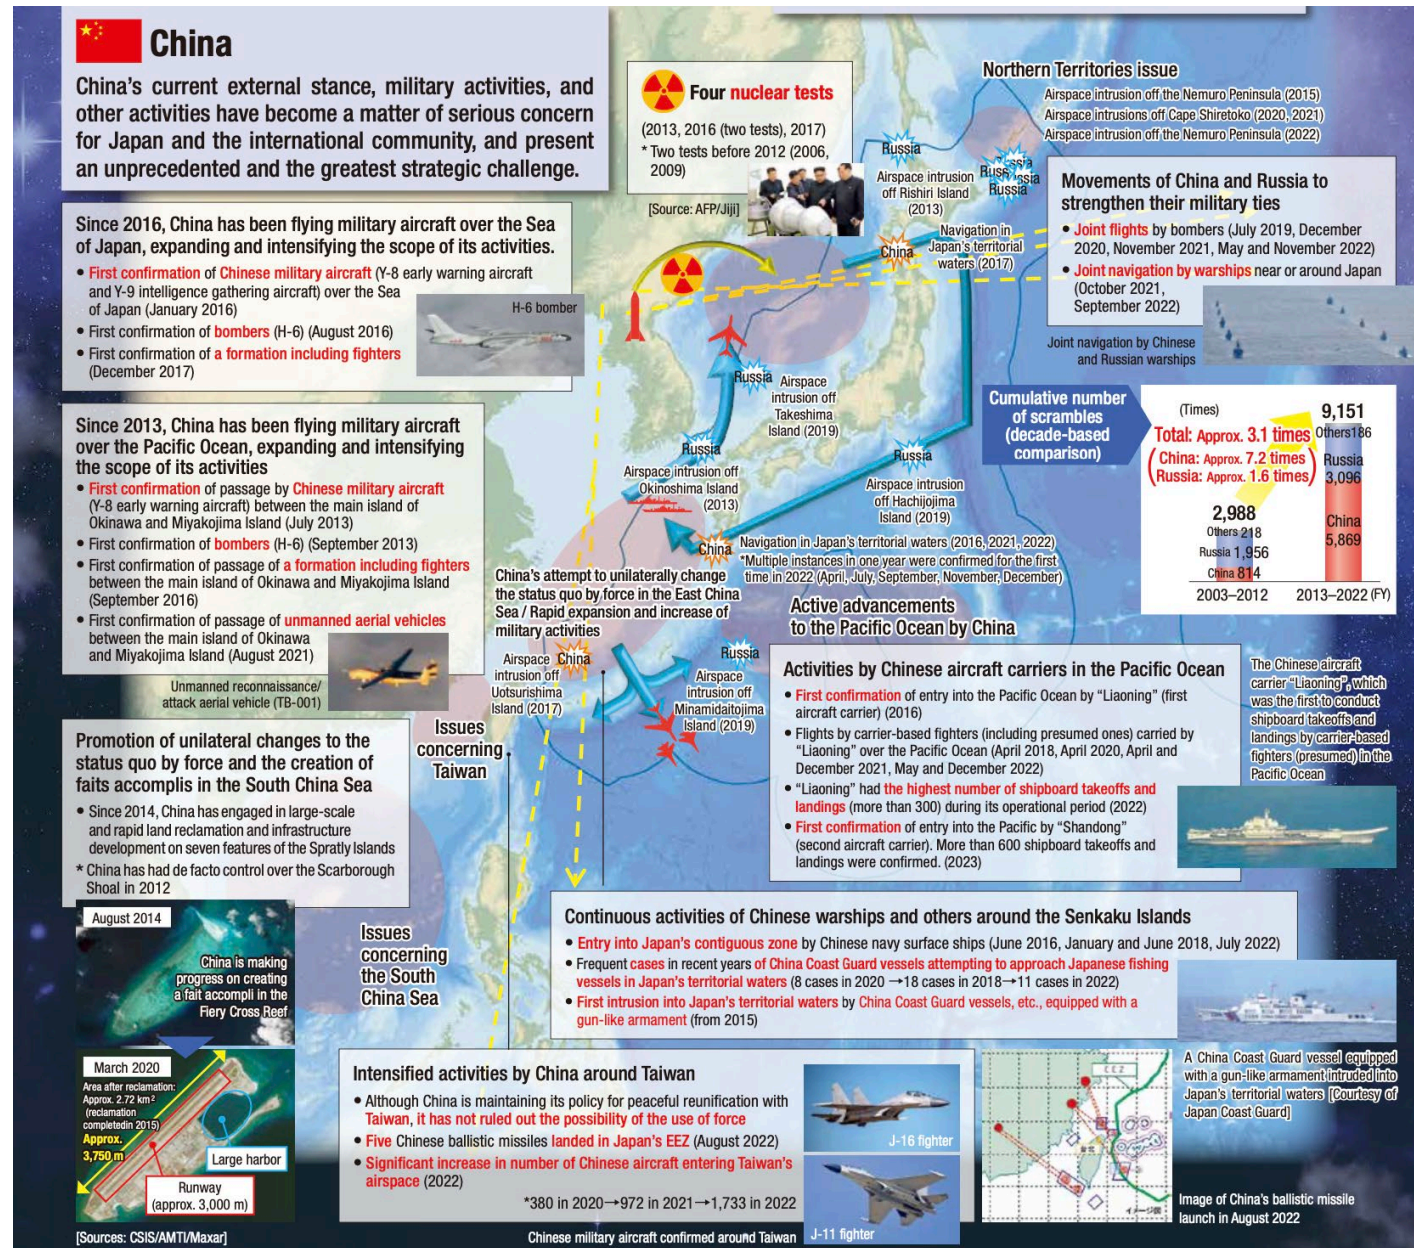 China
China's current external stance, military activities, and
other activities have become a matter of serious concern
for Japan and the international community, and present
an unprecedented and the greatest strategic challenge.
Since 2016, China has been flying military aircraft over the Sea
of Japan, expanding and intensifying the scope of its activities.
• First confirmation of Chinese military aircraft (Y-8 early warning aircraft
and Y-9 intelligence gathering aircraft) over the Sea
of Japan (January 2016)
• First confirmation of bombers (H-6) (August 2016)
• First confirmation of a formation including fighters
(December 2017)
H-6 bomber
Since 2013, China has been flying military aircraft
over the Pacific Ocean, expanding and intensifying
the scope of its activities
• First confirmation of passage by Chinese military aircraft
(Y-8 early warning aircraft) between the main island of
Okinawa and Miyakojima Island (July 2013)
• First confirmation of bombers (H-6) (September 2013)
• First confirmation of passage of a formation including fighters
between the main island of Okinawa and Miyakojima Island
(September 2016)
• First confirmation of passage of unmanned aerial vehicles
between the main island of Okinawa
and Miyakojima Island (August 2021)
Unmanned reconnaissance/
attack aerial vehicle (TB-001)
Promotion of unilateral changes to the
status quo by force and the creation of
faits accomplis in the South China Sea
• Since 2014, China has engaged in large-scale
and rapid land reclamation and infrastructure
development on seven features of the Spratly Islands
* China has had de facto control over the Scarborough
Shoal in 2012
August 2014
China is making
progress on creating
a fait accompli in the
Fiery Cross Reef
March 2020
Area after reclamation:
Approx. 2.72 km²
(reclamation
completedin 2015)
Approx.
3,750 m
Large harbor
Runway
(approx. 3,000 m)
[Sources: CSIS/AMTI/Maxar]
Four nuclear tests
(2013, 2016 (two tests), 2017)
* Two tests before 2012 (2006,
2009)
[Source: AFP/Jiji]
Northern Territories issue
Airspace intrusion off the Nemuro Peninsula (2015)
Airspace intrusions off Cape Shiretoko (2020, 2021)
Airspace intrusion off the Nemuro Peninsula (2022)
Russia
Airspace intrusion
off Rishiri Island
(2013)
Russia
Russia
Russia
Russia
China
Navigation in
Japan's territorial
waters (2017)
Movements of China and Russia to
strengthen their military ties
• Joint flights by bombers (July 2019, December
2020, November 2021, May and November 2022)
• Joint navigation by warships near or around Japan
(October 2021,
September 2022)
Joint navigation by Chinese
and Russian warships
Russia
Airspace
intrusion off
Takeshima
Island (2019)
Russia
Airspace intrusion off
Okinoshima Island
(2013)
Russia
Airspace intrusion
off Hachijojima
Island (2019)
Cumulative number
of scrambles
(decade-based
comparison)
(Times)
Total: Approx. 3.1 times
(China: Approx. 7.2 times
Russia: Approx. 1.6 times)
9,151
Others186
Russia
3,096
China
5,869
2,988
Others 218
Russia 1,956
China 814
2003–2012
2013–2022 (FY)
China
Navigation in Japan's territorial waters (2016, 2021, 2022)
*Multiple instances in one year were confirmed for the first
time in 2022 (April, July, September, November, December)
China's attempt to unilaterally change
the status quo by force in the East China
Sea / Rapid expansion and increase of
military activities
Active advancements
to the Pacific Ocean by China
China
Airspace
intrusion off
Uotsurishima
Island (2017)
Russia
Airspace
intrusion off
Minamidaitojima
Island (2019)
Issues
concerning
Taiwan
Activities by Chinese aircraft carriers in the Pacific Ocean
• First confirmation of entry into the Pacific Ocean by “Liaoning” (first
aircraft carrier) (2016)
• Flights by carrier-based fighters (including presumed ones) carried by
“Liaoning” over the Pacific Ocean (April 2018, April 2020, April and
December 2021, May and December 2022)
• “Liaoning” had the highest number of shipboard takeoffs and
landings (more than 300) during its operational period (2022)
• First confirmation of entry into the Pacific by “Shandong”
(second aircraft carrier). More than 600 shipboard takeoffs and
landings were confirmed. (2023)
The Chinese aircraft
carrier “Liaoning”, which
was the first to conduct
shipboard takeoffs and
landings by carrier-based
fighters (presumed) in the
Pacific Ocean
Issues
concerning
the South
China Sea
Continuous activities of Chinese warships and others around the Senkaku Islands
• Entry into Japan's contiguous zone by Chinese navy surface ships (June 2016, January and June 2018, July 2022)
• Frequent cases in recent years of China Coast Guard vessels attempting to approach Japanese fishing
vessels in Japan's territorial waters (8 cases in 2020 →18 cases in 2018→11 cases in 2022)
• First intrusion into Japan's territorial waters by China Coast Guard vessels, etc., equipped with a
gun-like armament (from 2015)
A China Coast Guard vessel equipped
with a gun-like armament intruded into
Japan's territorial waters [Courtesy of
Japan Coast Guard]
Intensified activities by China around Taiwan
• Although China is maintaining its policy for peaceful reunification with
Taiwan, it has not ruled out the possibility of the use of force
• Five Chinese ballistic missiles landed in Japan's EEZ (August 2022)
• Significant increase in number of Chinese aircraft entering Taiwan's
airspace (2022)
*380 in 2020→972 in 2021→1,733 in 2022
Chinese military aircraft confirmed around Taiwan
J-16 fighter
J-11 fighter
EEZ
イメージ図
Image of China's ballistic missile
launch in August 2022